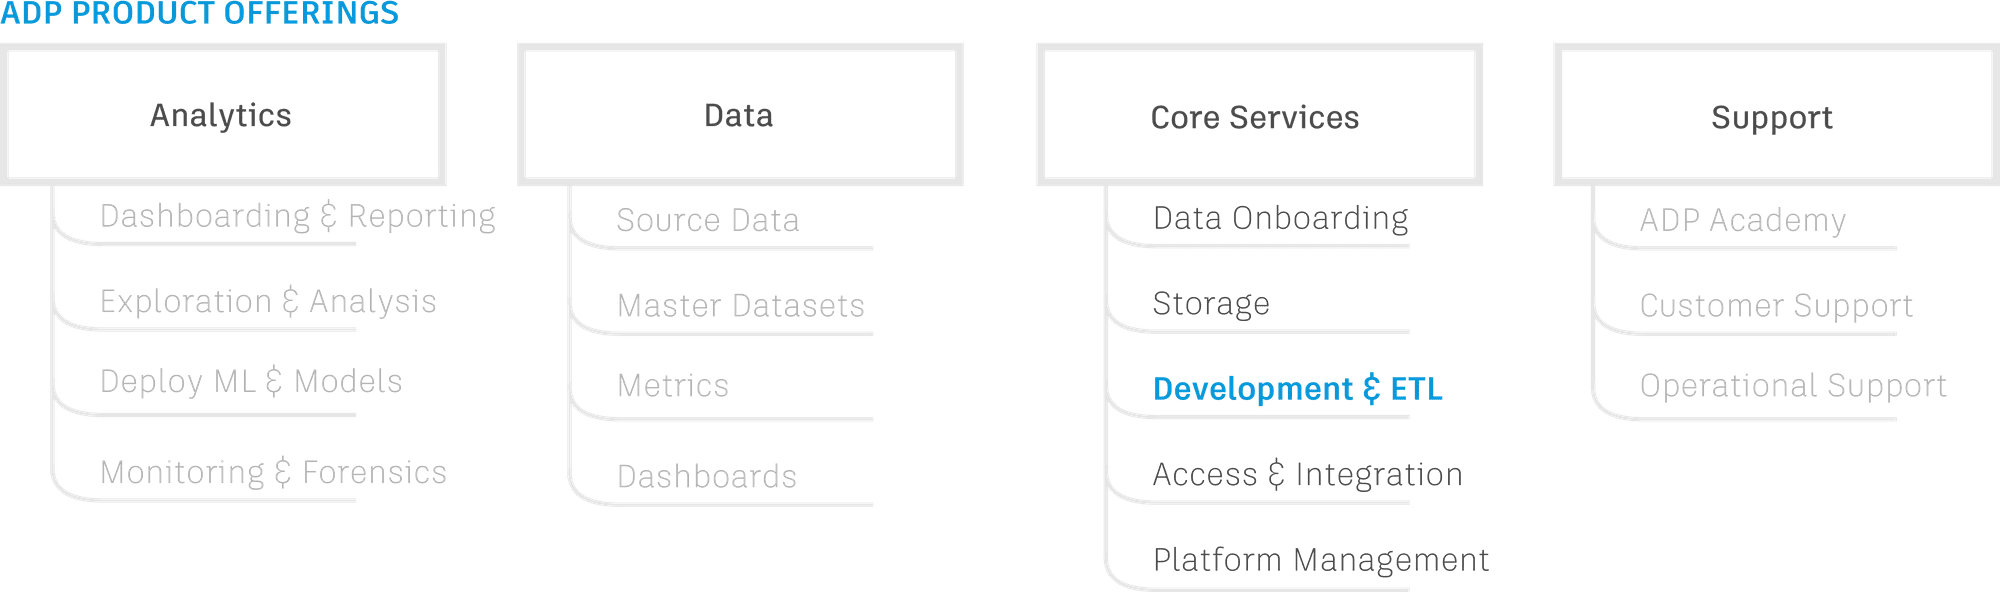 ADP PRODUCT OFFERINGS
Analytics
Dashboarding & Reporting
Exploration & Analysis
Deploy ML & Models
Monitoring & Forensics
Data
Source Data
Master Datasets
Metrics
Dashboards
Core Services
Data Onboarding
Storage
Development & ETL
Access & Integration
Platform Management
Support
ADP Academy
Customer Support
Operational Support